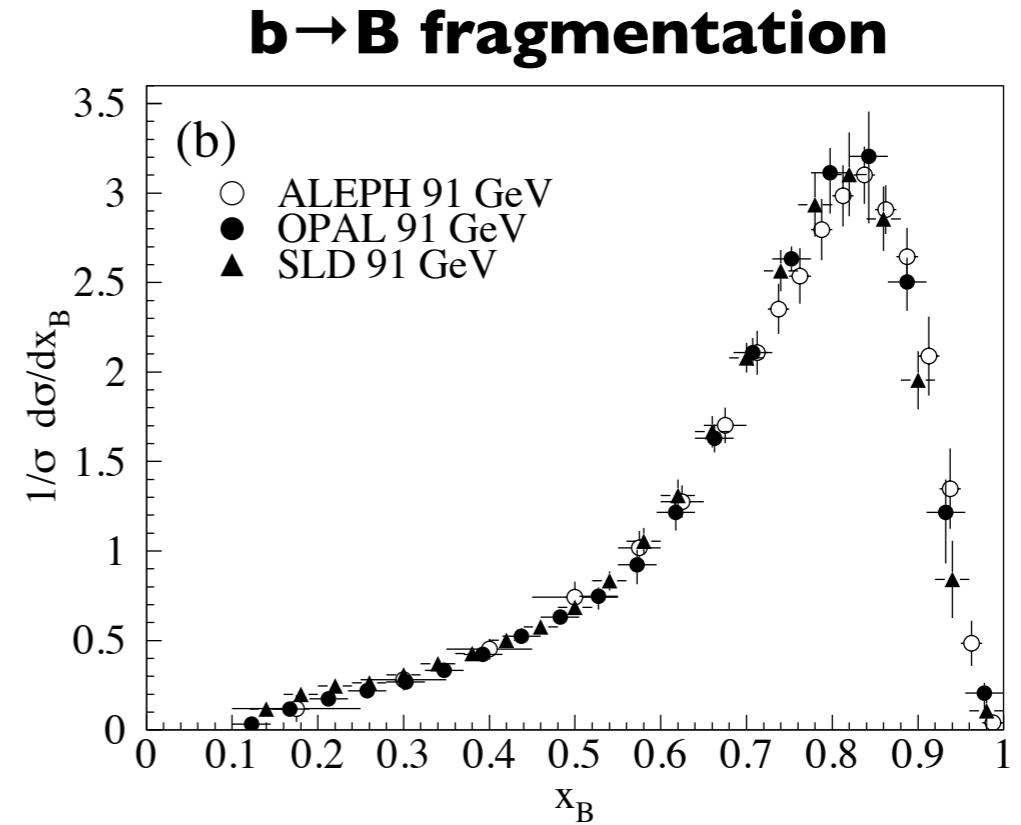 b→B fragmentation
(b)
ALEPH 91 GeV
OPAL 91 GeV
SLD 91 GeV
1/σ dσ/dx_B
3.5
3
2.5
2
1.5
1
0.5
0
0 0.1 0.2 0.3 0.4 0.5 0.6 0.7 0.8 0.9 1
x_B